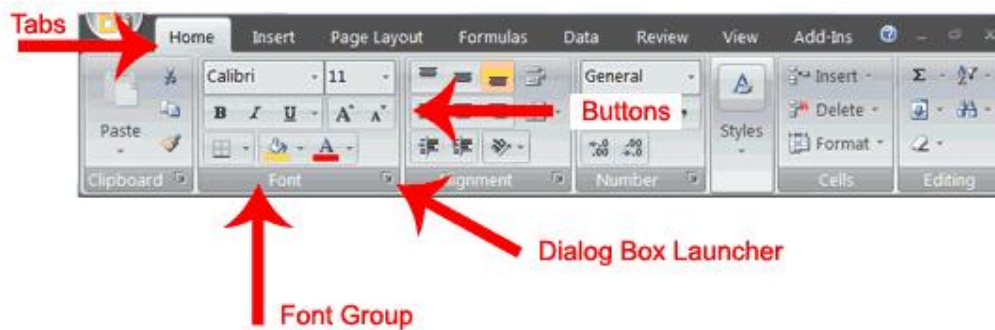 Tabs
Home Insert Page Layout Formulas Data Review View Add-Ins
Calibri 11 General Insert
B I U A A Buttons Delete
Paste A Styles Format
Clipboard Font Number Cells Editing
Dialog Box Launcher
Font Group